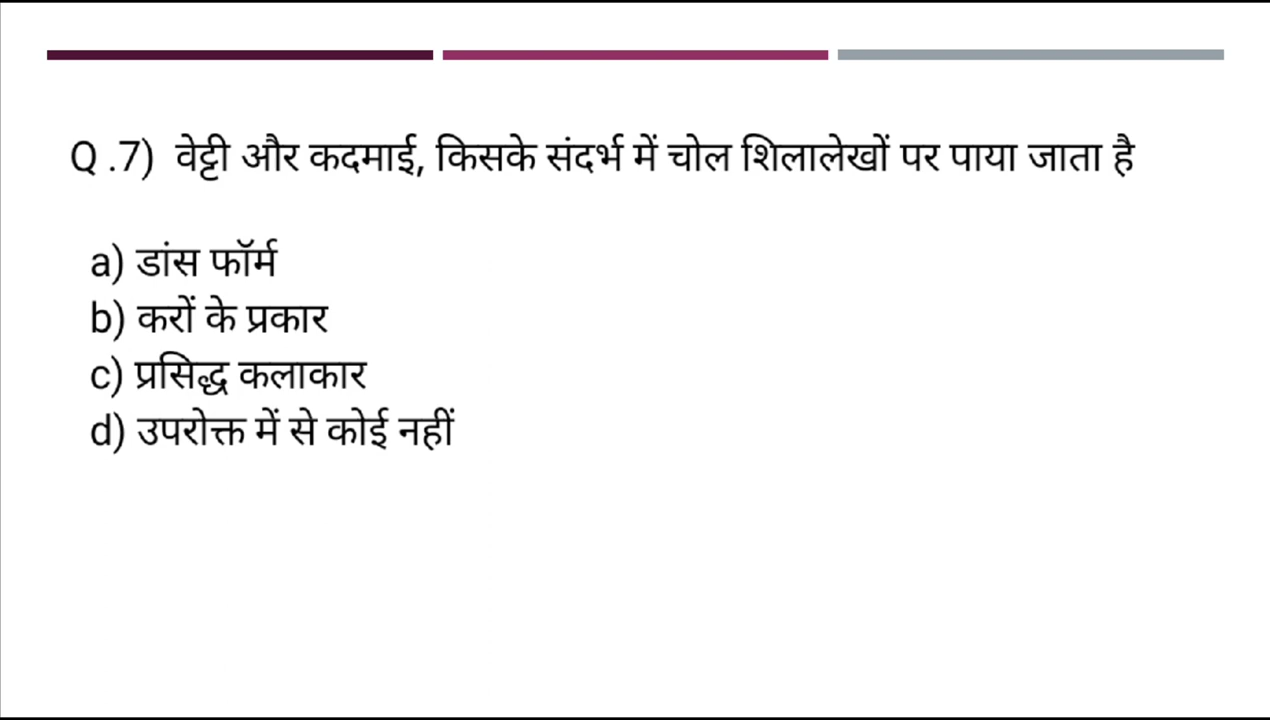 Q .7) वेट्टी और कदमाई, किसके संदर्भ में चोल शिलालेखों पर पाया जाता है
a) डांस फॉर्म
b) करों के प्रकार
c) प्रसिद्ध कलाकार
d) उपरोक्त में से कोई नहीं